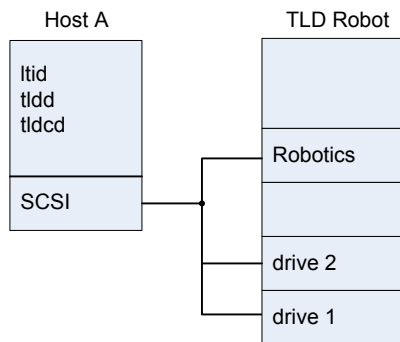 Host A
ltid
tldd
tldcd
SCSI
TLD Robot
Robotics
drive 2
drive 1